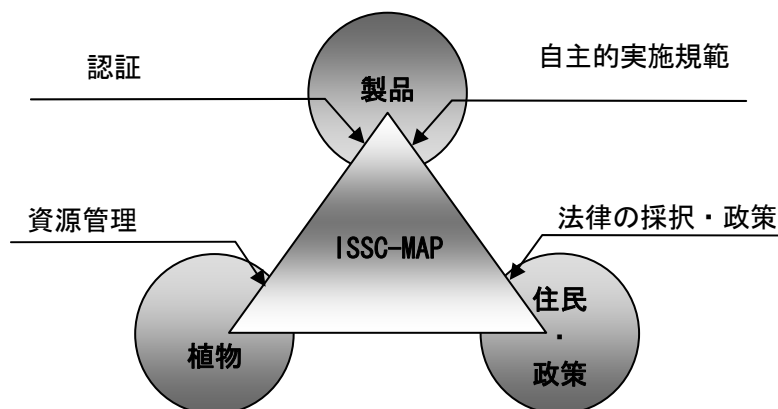 認証
自主的実施規範
製品
資源管理
法律の採択・政策
ISSC-MAP
植物
住民
・
政策